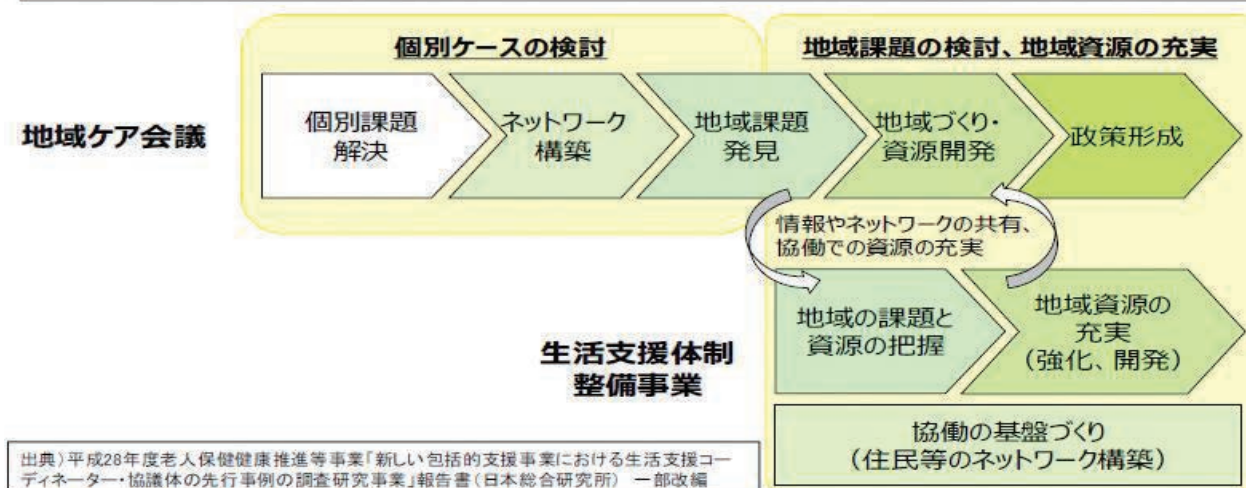 個別ケースの検討
地域課題の検討、地域資源の充実
地域ケア会議
個別課題
解決
ネットワーク
構築
地域課題
発見
地域づくり・
資源開発
政策形成
情報やネットワークの共有、
協働での資源の充実
生活支援体制
整備事業
地域の課題と
資源の把握
地域資源の
充実
(強化、開発)
協働の基盤づくり
(住民等のネットワーク構築)
出典)平成28年度老人保健健康推進等事業「新しい包括的支援事業における生活支援コー
ディネーター・協議体の先行事例の調査研究事業」報告書(日本総合研究所) 一部改編